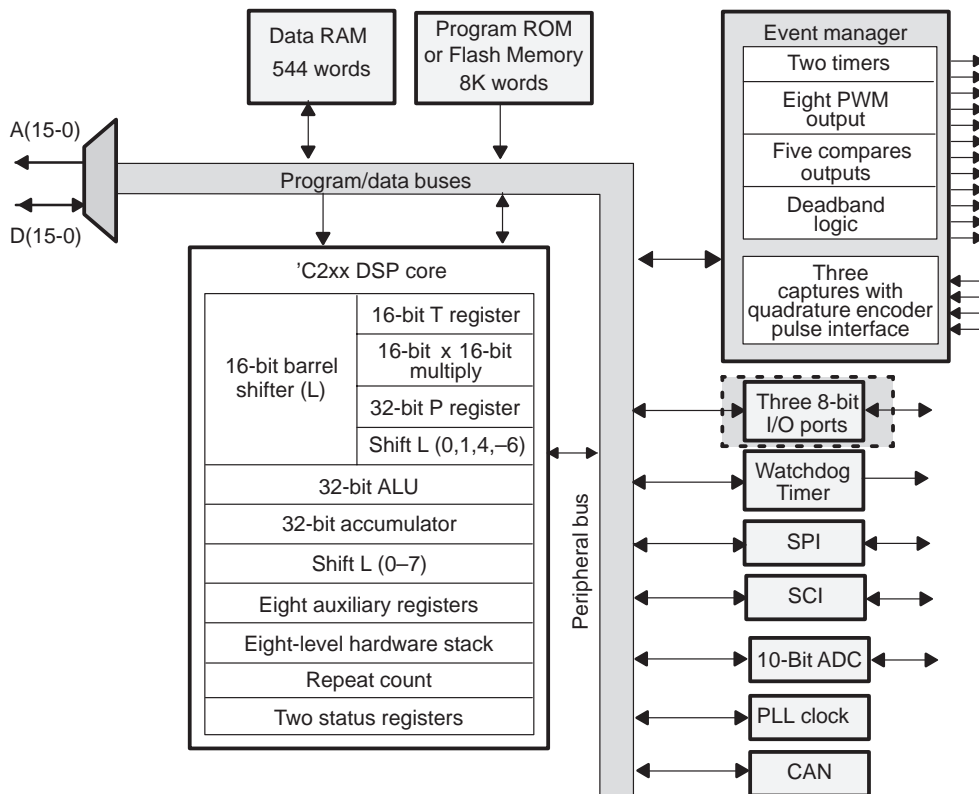 Data RAM
544 words
Program ROM
or Flash Memory
8K words
A(15-0)
D(15-0)
Program/data buses
Event manager
Two timers
Eight PWM
output
Five compares
outputs
Deadband
logic
Three
captures with
quadrature encoder
pulse interface
’C2xx DSP core
16-bit barrel
shifter (L)
16-bit T register
16-bit x 16-bit
multiply
32-bit P register
Shift L (0,1,4,–6)
32-bit ALU
32-bit accumulator
Shift L (0–7)
Eight auxiliary registers
Eight-level hardware stack
Repeat count
Two status registers
Peripheral bus
Three 8-bit
I/O ports
Watchdog
Timer
SPI
SCI
10-Bit ADC
PLL clock
CAN